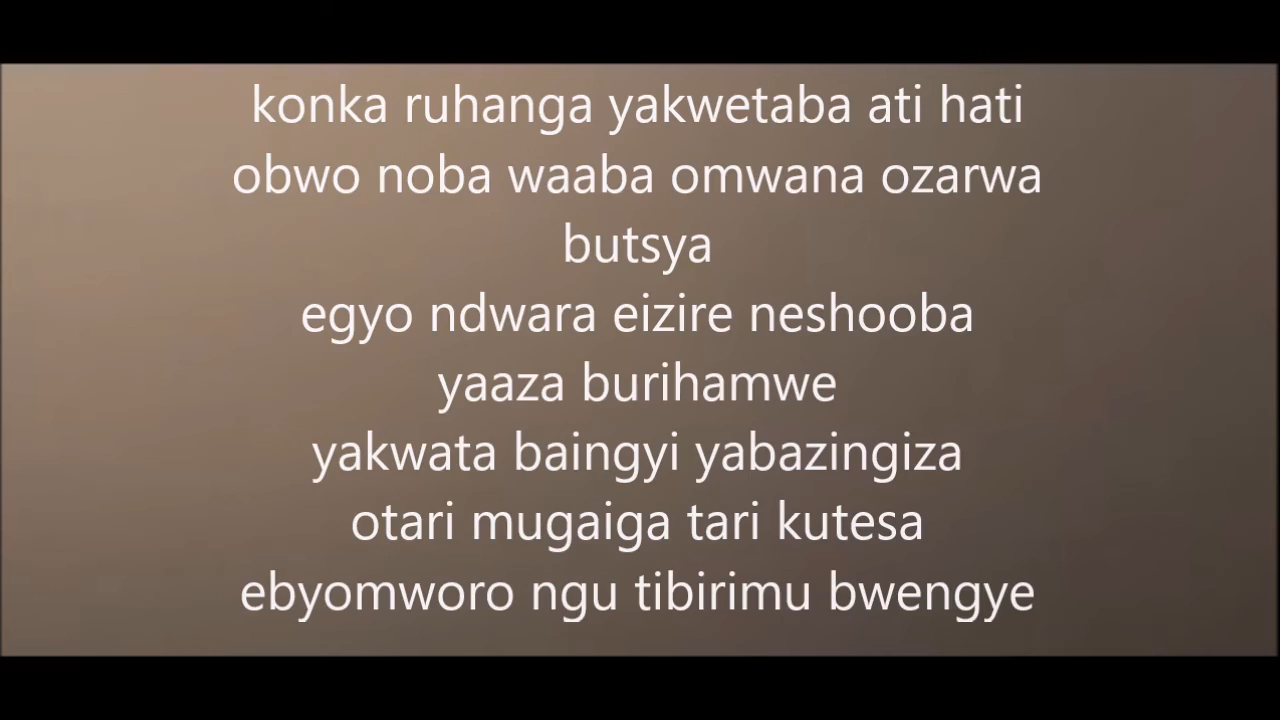 konka ruhanga yakwetaba ati hati
obwo noba waaba omwana ozarwa
butsya
egyo ndwara eizire neshooba
yaaza burihamwe
yakwata baingyi yabazingiza
otari mugaiga tari kutesa
ebyomworo ngu tibirimu bwengye